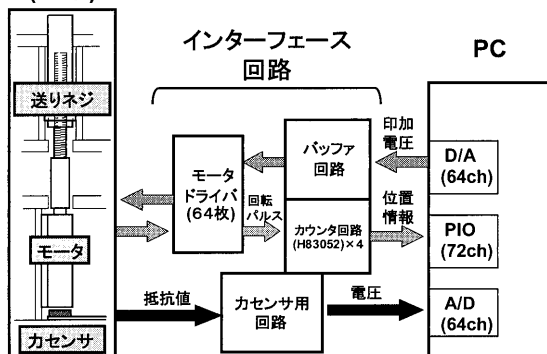 インターフェース
回路
PC
送りネジ
モータ
力センサ
モータ
ドライバ
(64枚)
回転
パルス
バッファ
回路
カウンタ回路
(H83052)×4
印加
電圧
位置
情報
D/A
(64ch)
PIO
(72ch)
A/D
(64ch)
抵抗値
力センサ用
回路
電圧